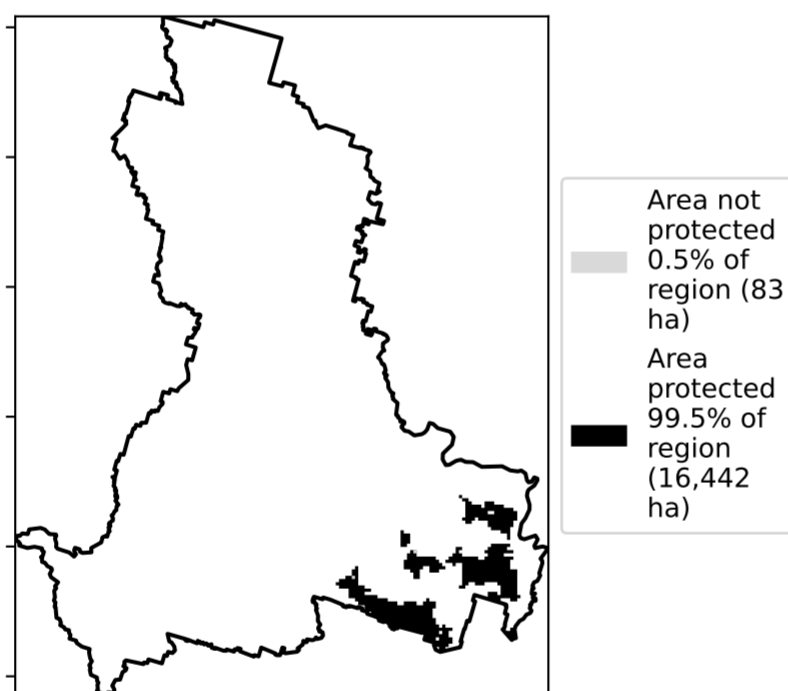 Area not
protected
0.5% of
region (83
ha)
Area
protected
99.5% of
region
(16,442
ha)